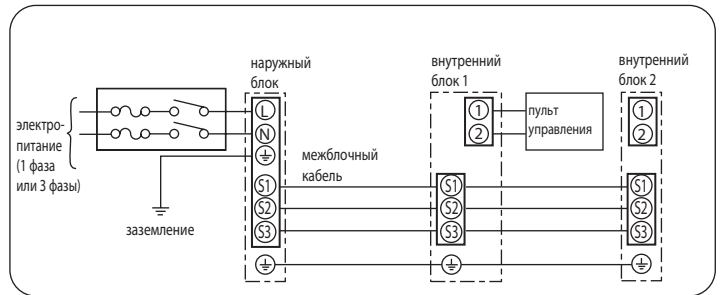 наружный
блок
внутренний
блок 1
внутренний
блок 2
электро-
питание
(1 фаза
или 3 фазы)
L
N
заземление
межблочный
кабель
1
2
пульт
управления
1
2
S1
S2
S3
S1
S2
S3
S1
S2
S3